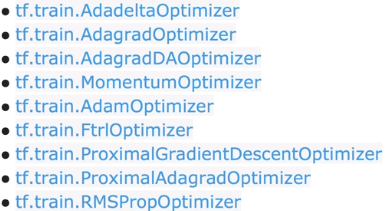 • tf.train.AdadeltaOptimizer
• tf.train.AdagradOptimizer
• tf.train.AdagradDAOptimizer
• tf.train.MomentumOptimizer
• tf.train.AdamOptimizer
• tf.train.FtrlOptimizer
• tf.train.ProximalGradientDescentOptimizer
• tf.train.ProximalAdagradOptimizer
• tf.train.RMSPropOptimizer